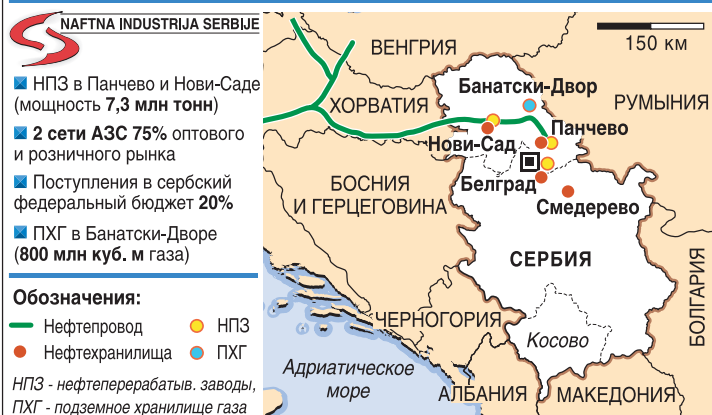 NAFTNA INDUSTRIJA SERBIJE
НПЗ в Панчево и Нови-Саде
(мощность 7,3 млн тонн)
2 сети АЗС 75% оптового
и розничного рынка
Поступления в сербский
федеральный бюджет 20%
ПХГ в Банатски-Дворе
(800 млн куб. м газа)
Обозначения:
Нефтепровод
НПЗ
Нефтехранилища
ПХГ
НПЗ - нефтеперерабатыв. заводы,
ПХГ - подземное хранилище газа
150 км
ВЕНГРИЯ
Банатски-Двор
ХОРВАТИЯ
РУМЫНИЯ
Панчево
Нови-Сад
Белград
БОСНИЯ
И ГЕРЦЕГОВИНА
Смедерево
СЕРБИЯ
БОЛГАРИЯ
ЧЕРНОГОРИЯ
Косово
Адриатическое
море
АЛБАНИЯ
МАКЕДОНИЯ